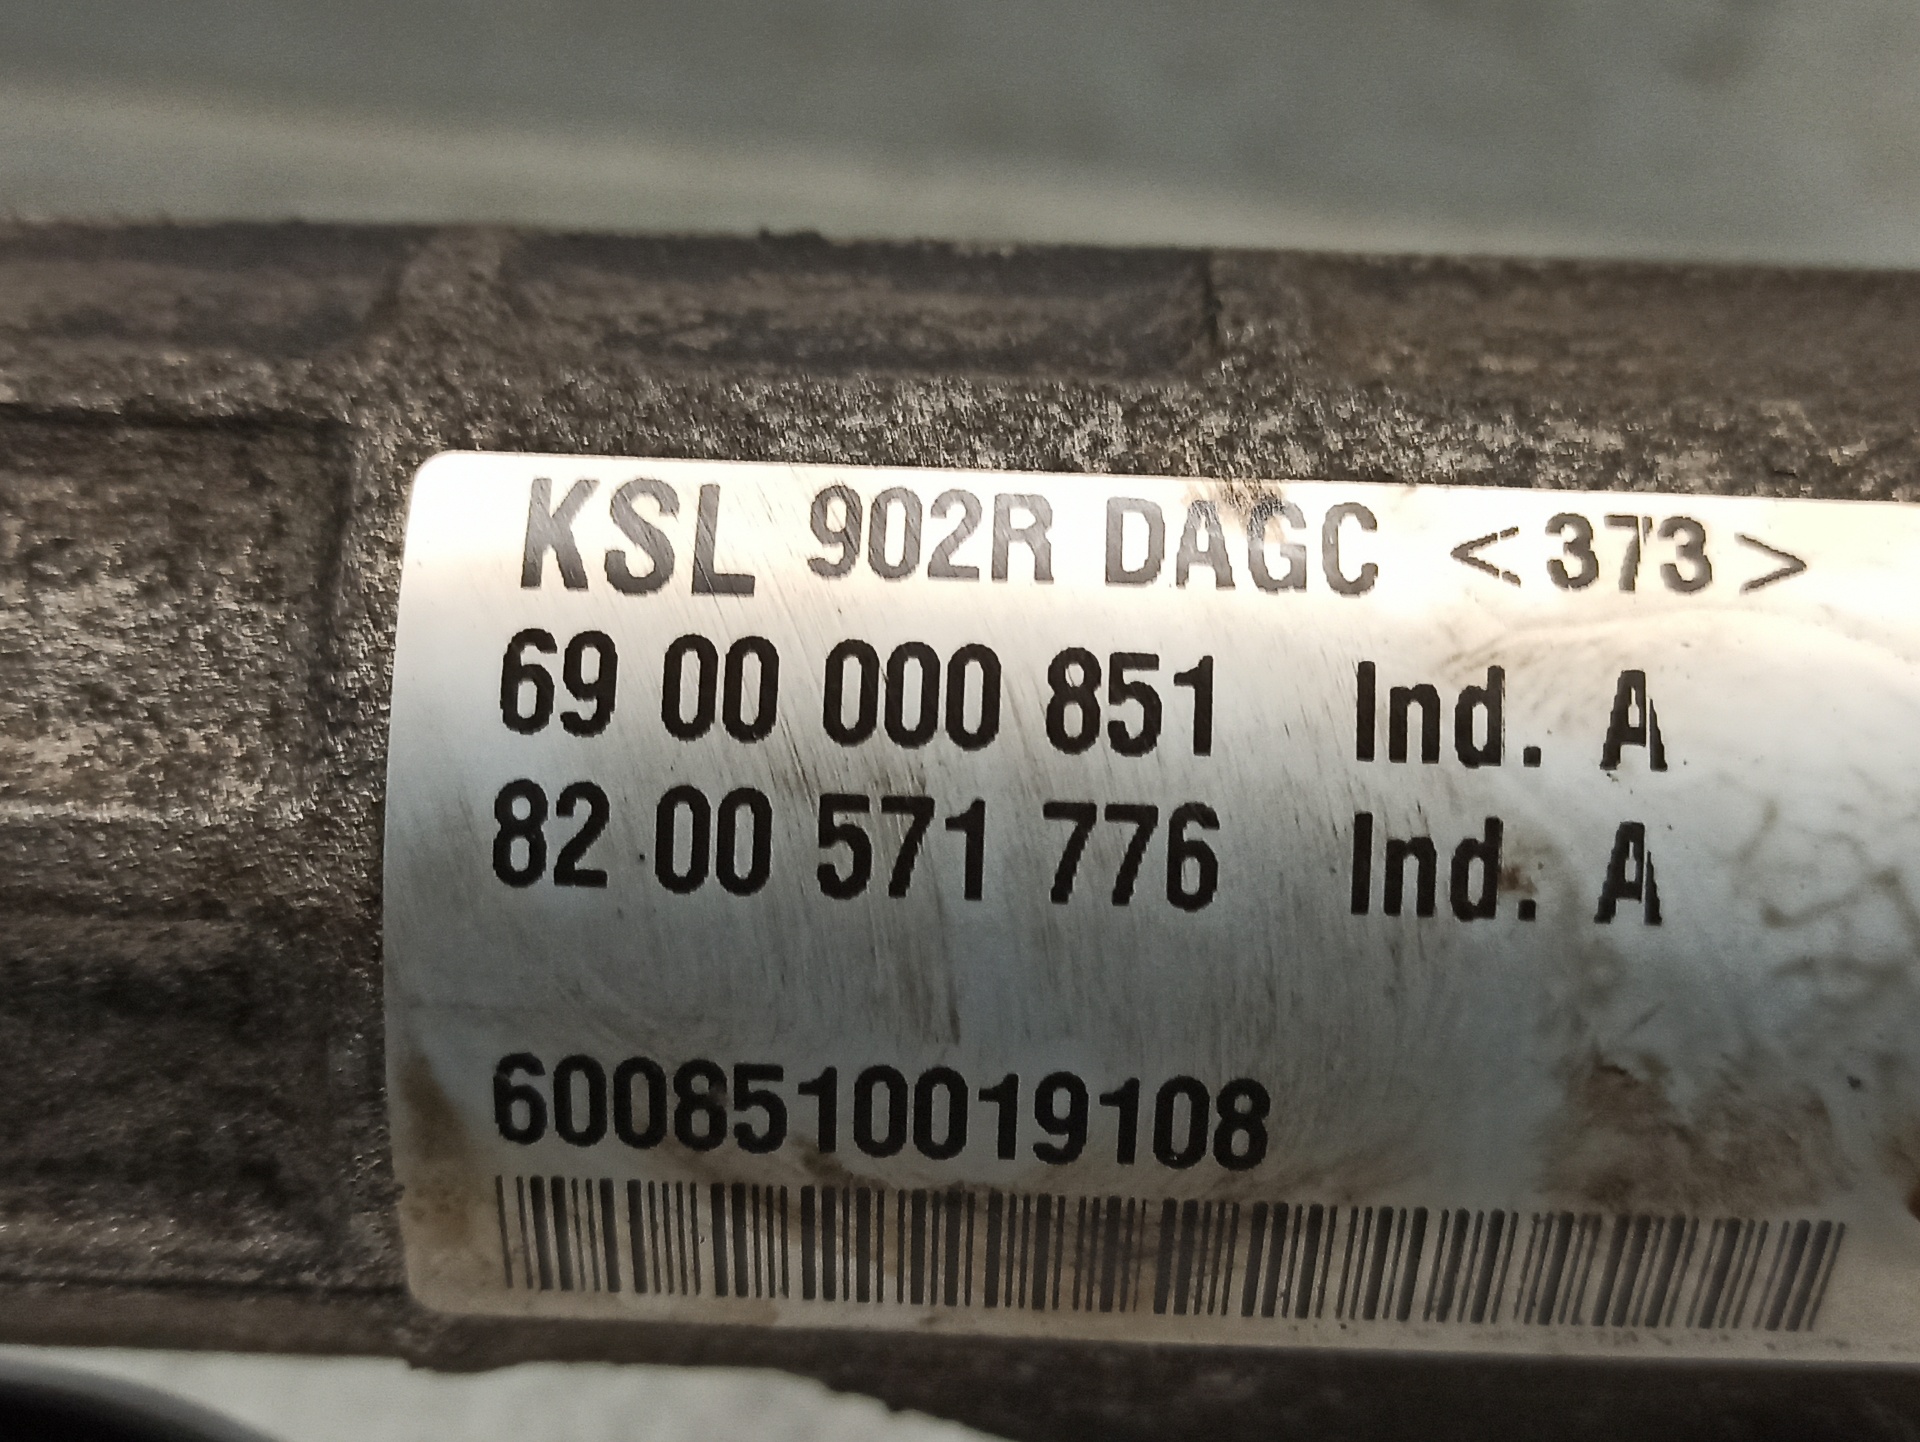 KSL 902R DAGC <373>
69 00 000 851 Ind. A
82 00 571 776 Ind. A
6008510019108